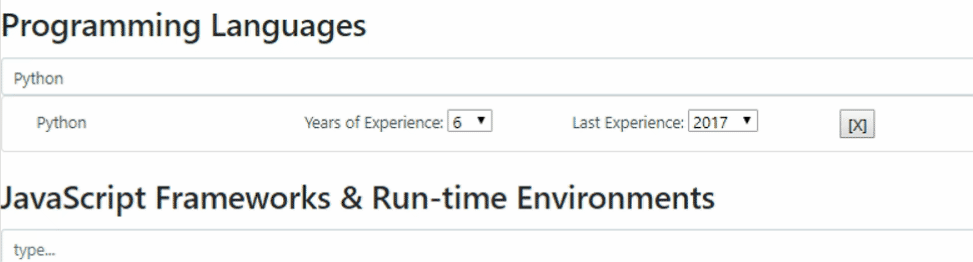 Programming Languages
Python
Python Years of Experience: 6 Last Experience: 2017 [X]
JavaScript Frameworks & Run-time Environments
type...